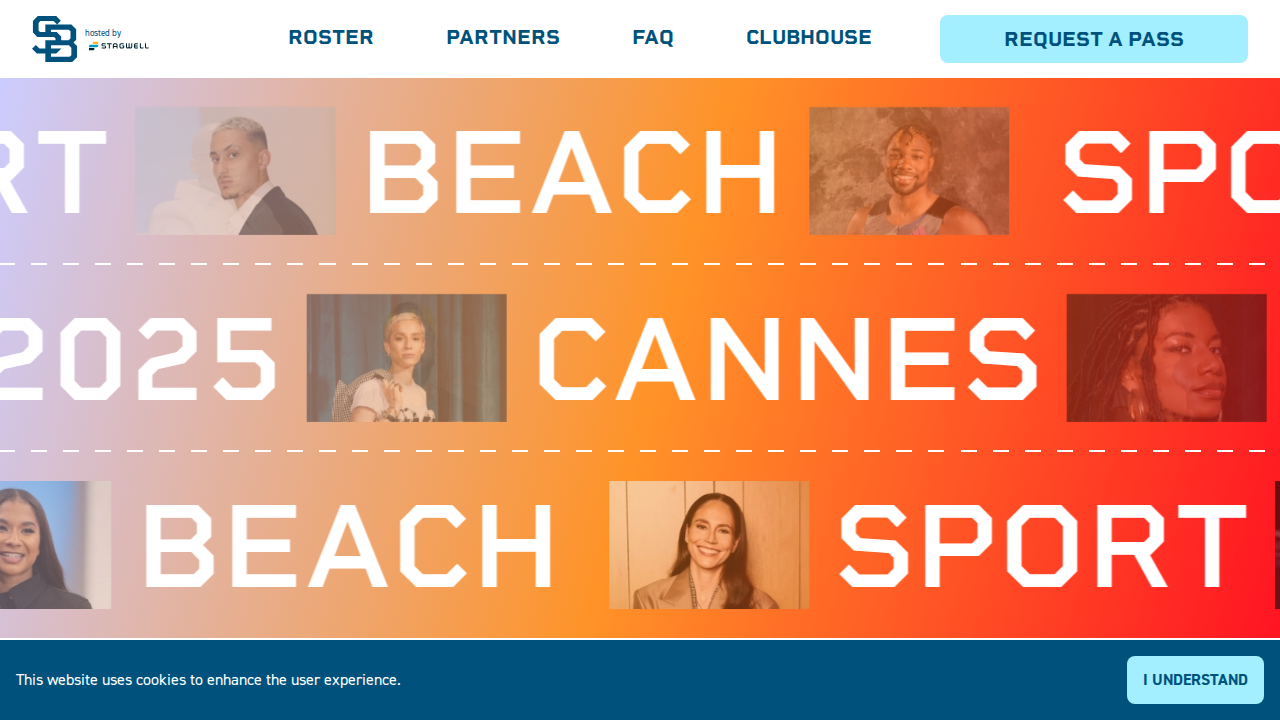 SB hosted by STAGWELL ROSTER PARTNERS FAQ CLUBHOUSE REQUEST A PASS
RT BEACH SPO
2025 CANNES
BEACH SPORT
This website uses cookies to enhance the user experience. I UNDERSTAND